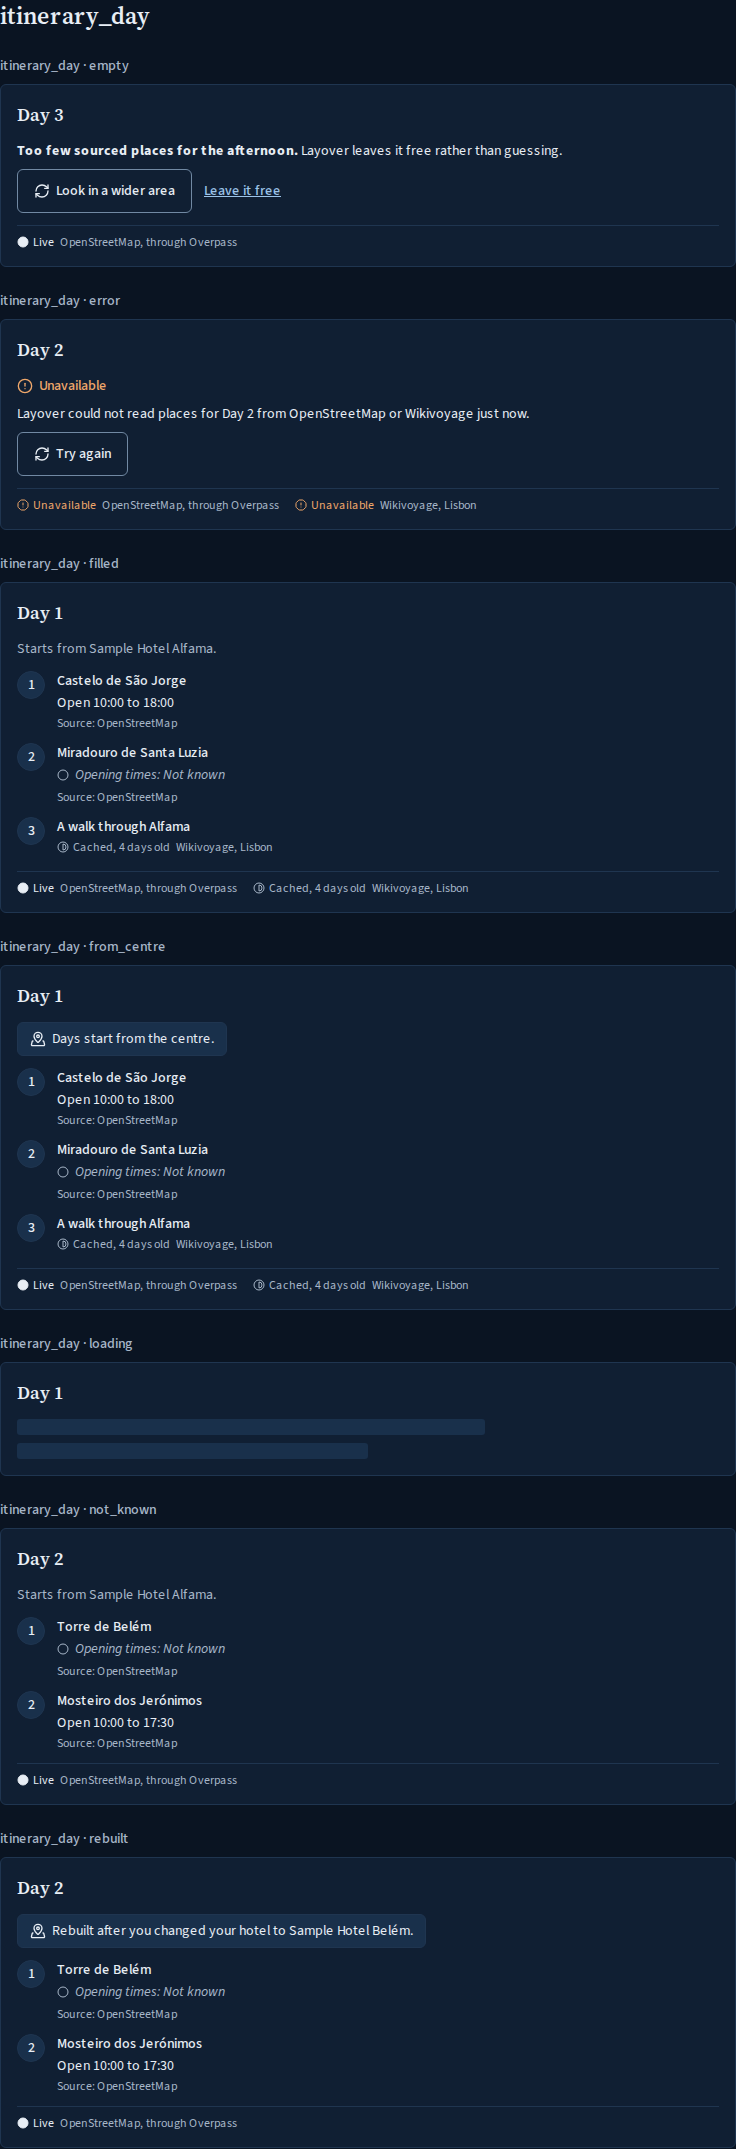 itinerary_day
itinerary_day · empty
Day 3
Too few sourced places for the afternoon. Layover leaves it free rather than guessing.
Look in a wider area Leave it free
Live OpenStreetMap, through Overpass
itinerary_day · error
Day 2
Unavailable
Layover could not read places for Day 2 from OpenStreetMap or Wikivoyage just now.
Try again
Unavailable OpenStreetMap, through Overpass Unavailable Wikivoyage, Lisbon
itinerary_day · filled
Day 1
Starts from Sample Hotel Alfama.
1 Castelo de São Jorge
Open 10:00 to 18:00
Source: OpenStreetMap
2 Miradouro de Santa Luzia
Opening times: Not known
Source: OpenStreetMap
3 A walk through Alfama
Cached, 4 days old Wikivoyage, Lisbon
Live OpenStreetMap, through Overpass Cached, 4 days old Wikivoyage, Lisbon
itinerary_day · from_centre
Day 1
Days start from the centre.
1 Castelo de São Jorge
Open 10:00 to 18:00
Source: OpenStreetMap
2 Miradouro de Santa Luzia
Opening times: Not known
Source: OpenStreetMap
3 A walk through Alfama
Cached, 4 days old Wikivoyage, Lisbon
Live OpenStreetMap, through Overpass Cached, 4 days old Wikivoyage, Lisbon
itinerary_day · loading
Day 1
itinerary_day · not_known
Day 2
Starts from Sample Hotel Alfama.
1 Torre de Belém
Opening times: Not known
Source: OpenStreetMap
2 Mosteiro dos Jerónimos
Open 10:00 to 17:30
Source: OpenStreetMap
Live OpenStreetMap, through Overpass
itinerary_day · rebuilt
Day 2
Rebuilt after you changed your hotel to Sample Hotel Belém.
1 Torre de Belém
Opening times: Not known
Source: OpenStreetMap
2 Mosteiro dos Jerónimos
Open 10:00 to 17:30
Source: OpenStreetMap
Live OpenStreetMap, through Overpass